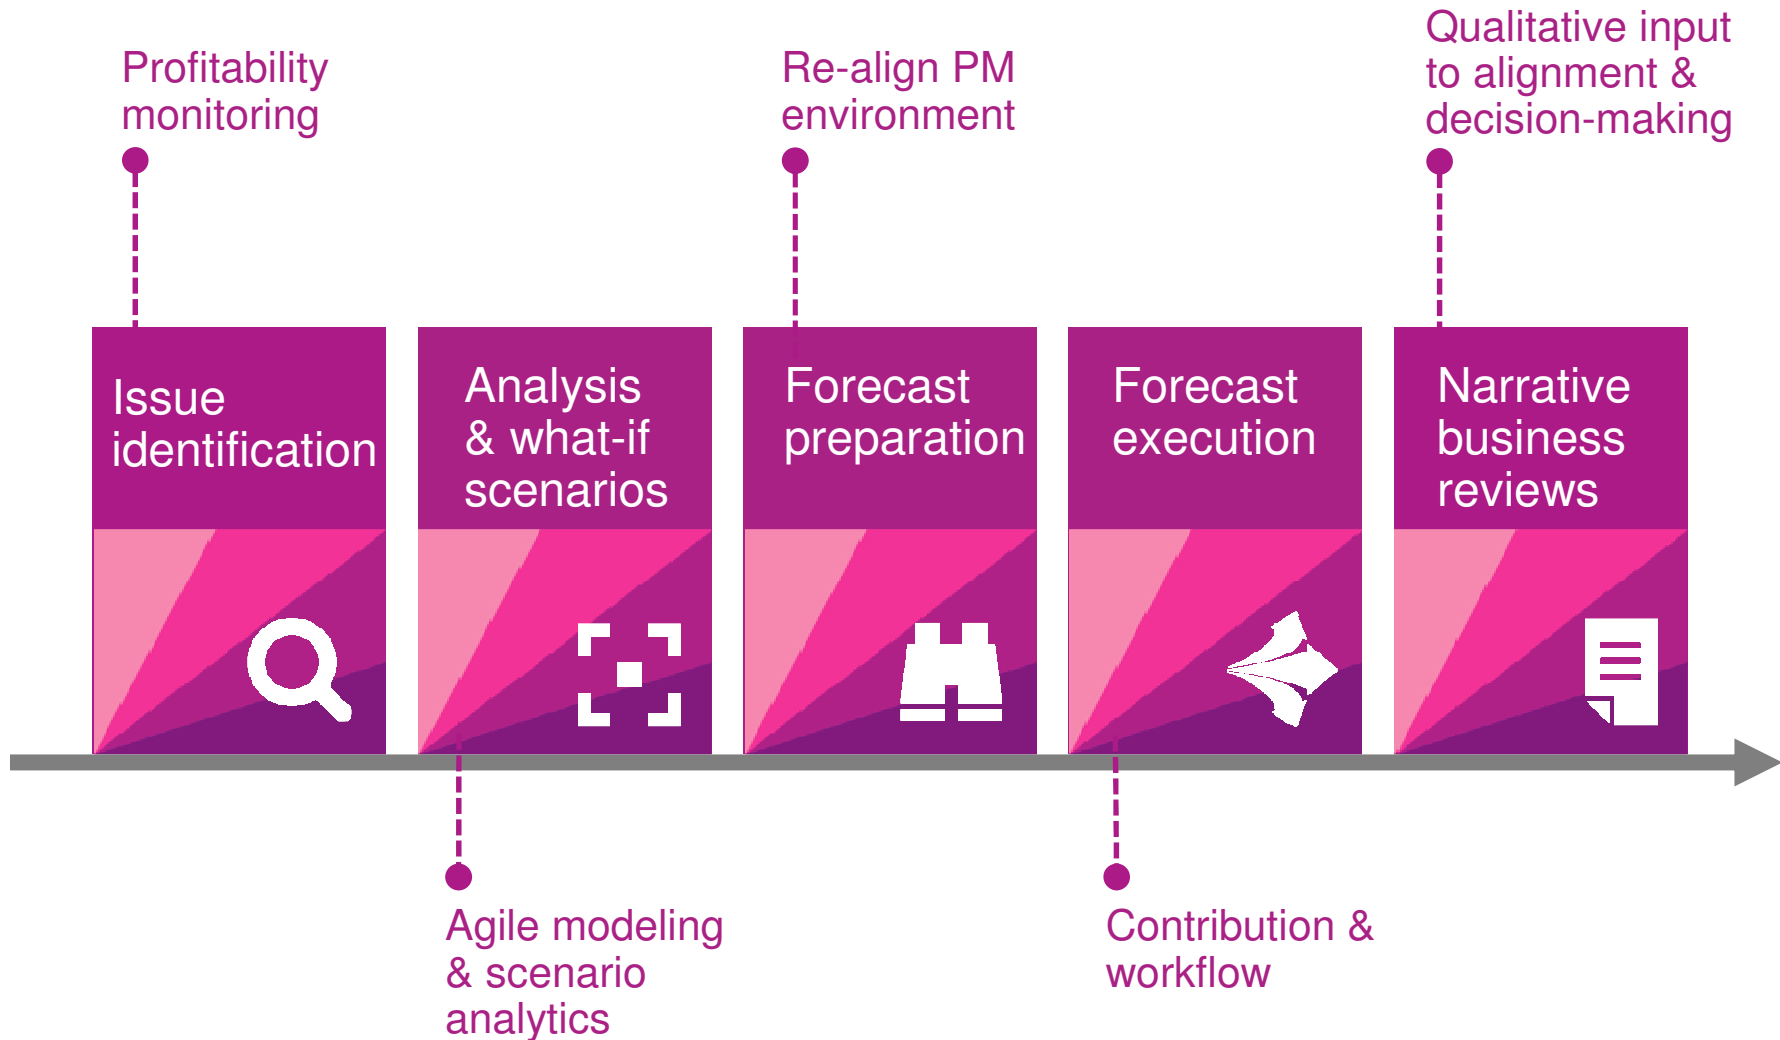 Profitability
monitoring
Re-align PM
environment
Qualitative input
to alignment &
decision-making
Issue
identification
Analysis
& what-if
scenarios
Forecast
preparation
Forecast
execution
Narrative
business
reviews
Agile modeling
& scenario
analytics
Contribution &
workflow